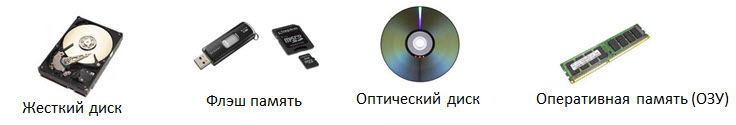 Жесткий диск
Флэш память
Оптический диск
Оперативная память (ОЗУ)